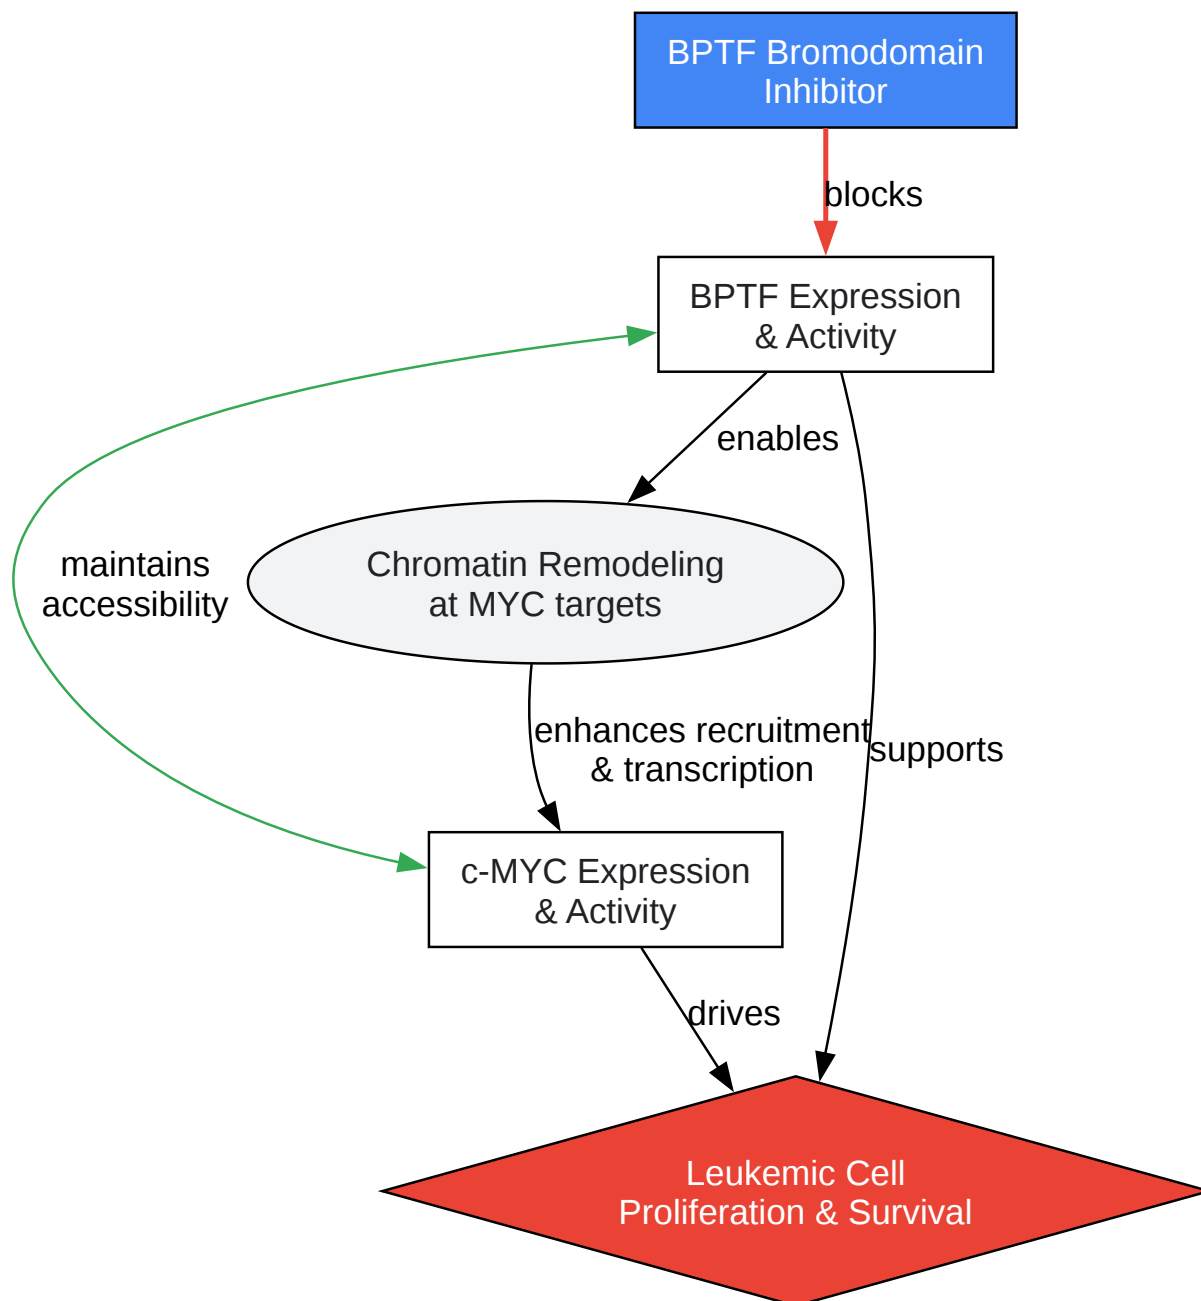 BPTF Bromodomain
Inhibitor
blocks
BPTF Expression
& Activity
enables
maintains
accessibility
Chromatin Remodeling
at MYC targets
enhances recruitment
& transcription
supports
c-MYC Expression
& Activity
drives
Leukemic Cell
Proliferation & Survival